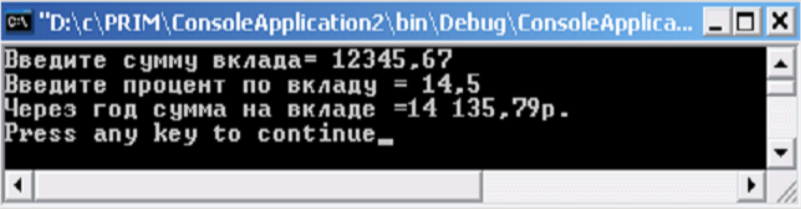 "D:\c\PRIM\ConsoleApplication2\bin\Debug\ConsoleApplica...
Введите сумму вклада= 12345,67
Введите процент по вкладу = 14,5
Через год сумма на вкладе =14 135,79р.
Press any key to continue_